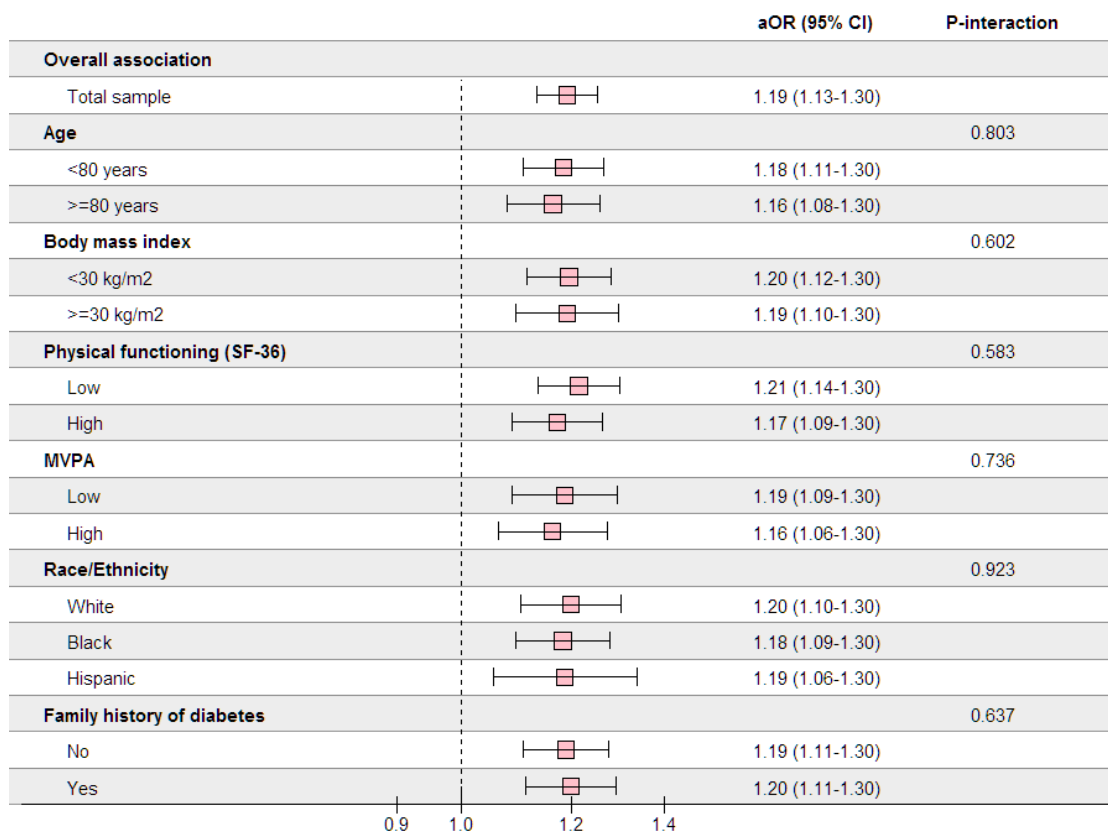 aOR (95% CI) P-interaction
Overall association
Total sample 1.19 (1.13-1.30)
Age 0.803
<80 years 1.18 (1.11-1.30)
>=80 years 1.16 (1.08-1.30)
Body mass index 0.602
<30 kg/m2 1.20 (1.12-1.30)
>=30 kg/m2 1.19 (1.10-1.30)
Physical functioning (SF-36) 0.583
Low 1.21 (1.14-1.30)
High 1.17 (1.09-1.30)
MVPA 0.736
Low 1.19 (1.09-1.30)
High 1.16 (1.06-1.30)
Race/Ethnicity 0.923
White 1.20 (1.10-1.30)
Black 1.18 (1.09-1.30)
Hispanic 1.19 (1.06-1.30)
Family history of diabetes 0.637
No 1.19 (1.11-1.30)
Yes 1.20 (1.11-1.30)
0.9 1.0 1.2 1.4